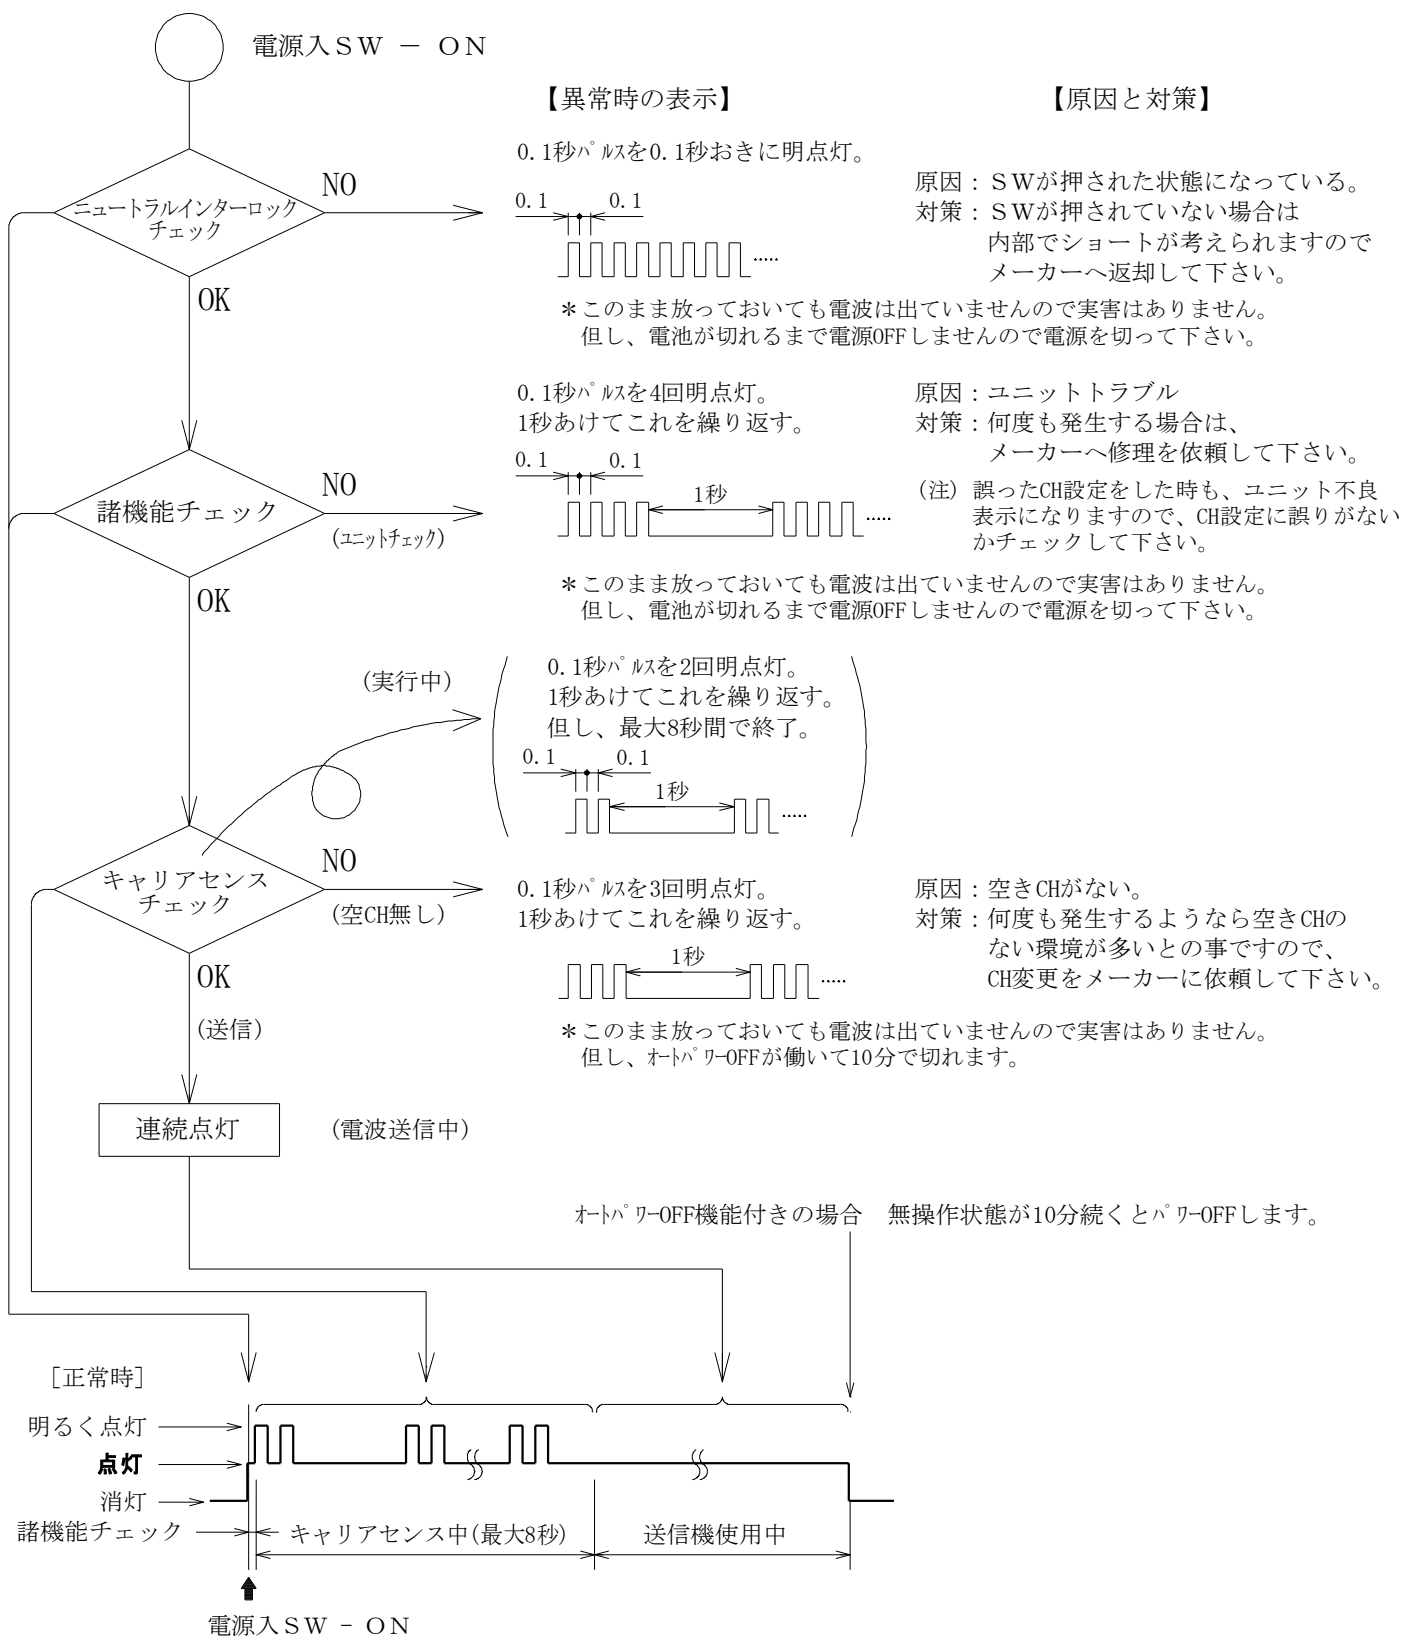 電源入ＳＷ － ＯＮ
【異常時の表示】
【原因と対策】
ニュートラルインターロック
チェック
NO
OK
0.1秒ﾊﾟﾙｽを0.1秒おきに明点灯。
0.1
0.1
.....
原因：ＳＷが押された状態になっている。
対策：ＳＷが押されていない場合は
内部でショートが考えられますので
メーカーへ返却して下さい。
＊このまま放っておいても電波は出ていませんので実害はありません。
但し、電池が切れるまで電源OFFしませんので電源を切って下さい。
諸機能チェック
NO
(ﾕﾆｯﾄﾁｪｯｸ)
OK
0.1秒ﾊﾟﾙｽを4回明点灯。
1秒あけてこれを繰り返す。
0.1
0.1
1秒
.....
原因：ユニットトラブル
対策：何度も発生する場合は、
メーカーへ修理を依頼して下さい。
(注) 誤ったCH設定をした時も、ユニット不良
表示になりますので、CH設定に誤りがない
かチェックして下さい。
＊このまま放っておいても電波は出ていませんので実害はありません。
但し、電池が切れるまで電源OFFしませんので電源を切って下さい。
(実行中)
0.1秒ﾊﾟﾙｽを2回明点灯。
1秒あけてこれを繰り返す。
但し、最大8秒間で終了。
0.1
0.1
1秒
.....
キャリアセンス
チェック
NO
(空CH無し)
OK
(送信)
0.1秒ﾊﾟﾙｽを3回明点灯。
1秒あけてこれを繰り返す。
1秒
.....
原因：空きCHがない。
対策：何度も発生するようなら空きCHの
ない環境が多いとの事ですので、
CH変更をメーカーに依頼して下さい。
＊このまま放っておいても電波は出ていませんので実害はありません。
但し、ｵｰﾄﾊﾟﾜｰOFFが働いて10分で切れます。
連続点灯
(電波送信中)
ｵｰﾄﾊﾟﾜｰOFF機能付きの場合　無操作状態が10分続くとﾊﾟﾜｰOFFします。
[正常時]
明るく点灯
点灯
消灯
諸機能チェック
キャリアセンス中(最大8秒)
送信機使用中
電源入ＳＷ － ＯＮ